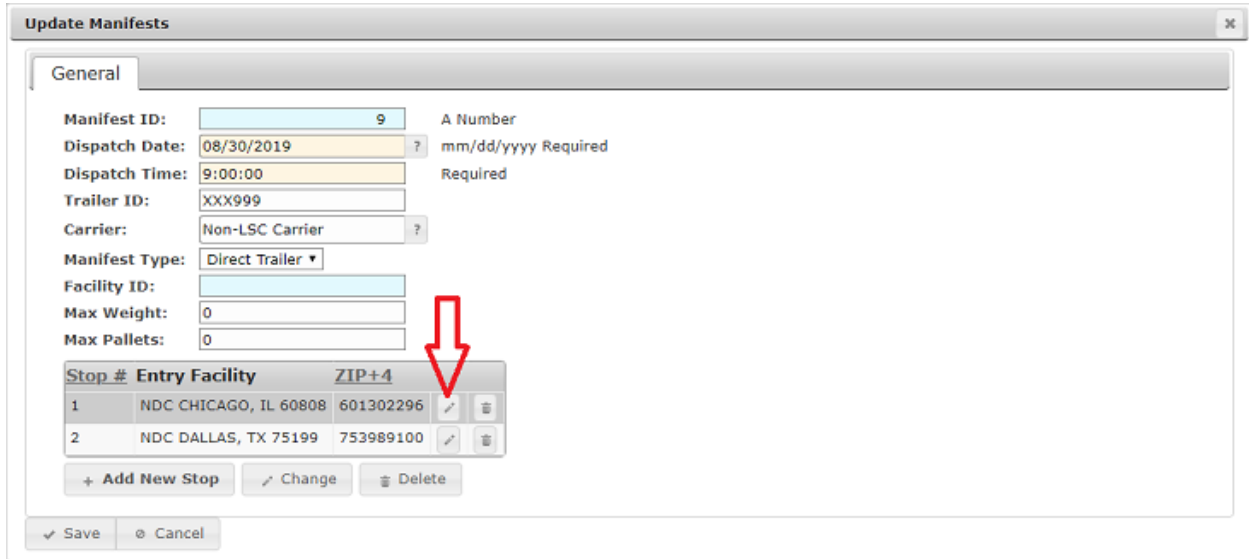 Update Manifests
General
Manifest ID: 9 A Number
Dispatch Date: 08/30/2019 ? mm/dd/yyyy Required
Dispatch Time: 9:00:00 Required
Trailer ID: XXX999
Carrier: Non-LSC Carrier ?
Manifest Type: Direct Trailer
Facility ID:
Max Weight: 0
Max Pallets: 0
Stop # Entry Facility ZIP+4
1 NDC CHICAGO, IL 60808 601302296
2 NDC DALLAS, TX 75199 753989100
+ Add New Stop Change Delete
Save Cancel